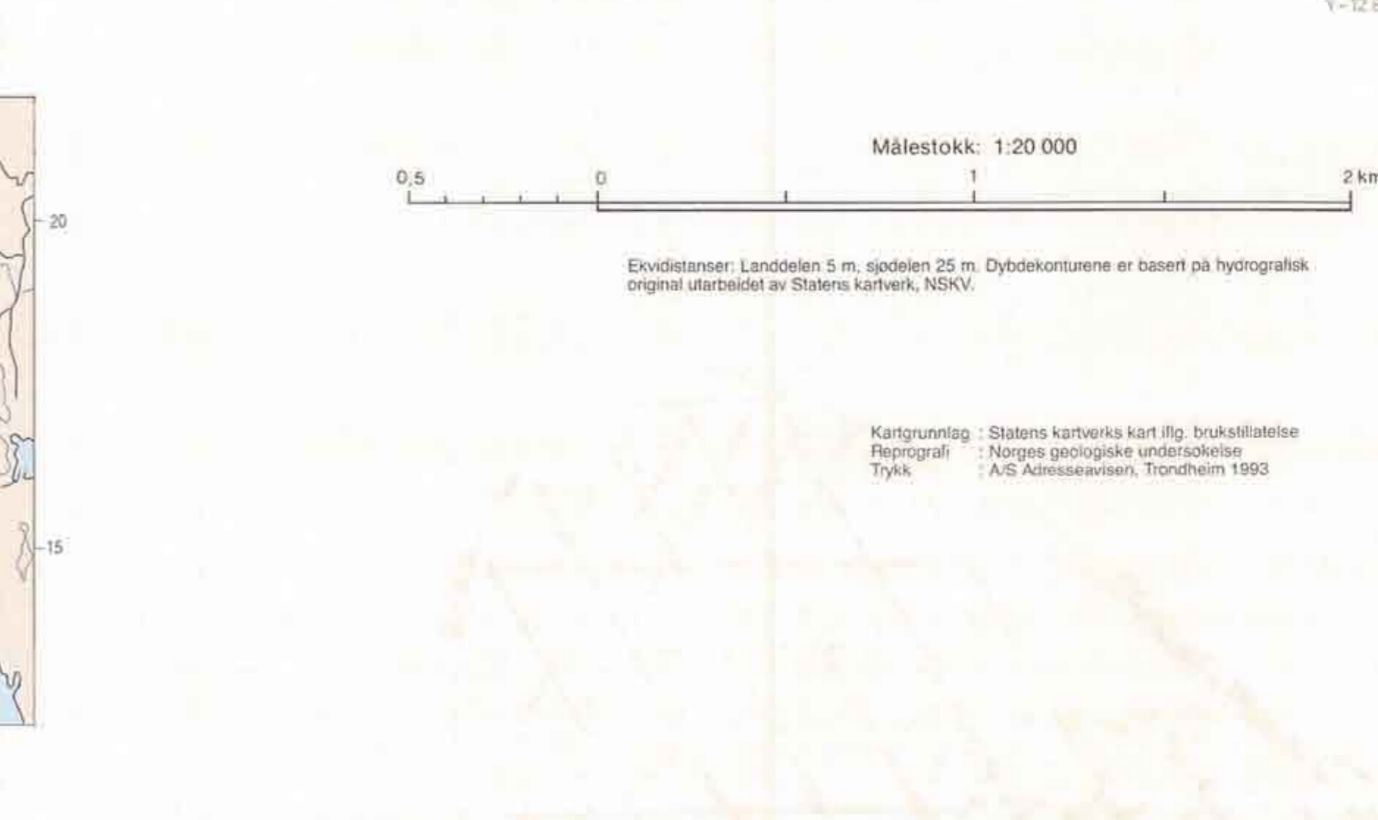 Målestokk: 1:20 000
0,5 0 1 2 km
20
Ekvidistanser: Landdelen 5 m, sjødelen 25 m. Dybdekonturene er basert på hydrografisk
original utarbeidet av Statens kartverk, NSKV.
Kartgrunnlag : Statens kartverks kart iflg. brukstillatelse
Reprografi : Norges geologiske undersøkelse
Trykk : A/S Adresseavisen, Trondheim 1993
15